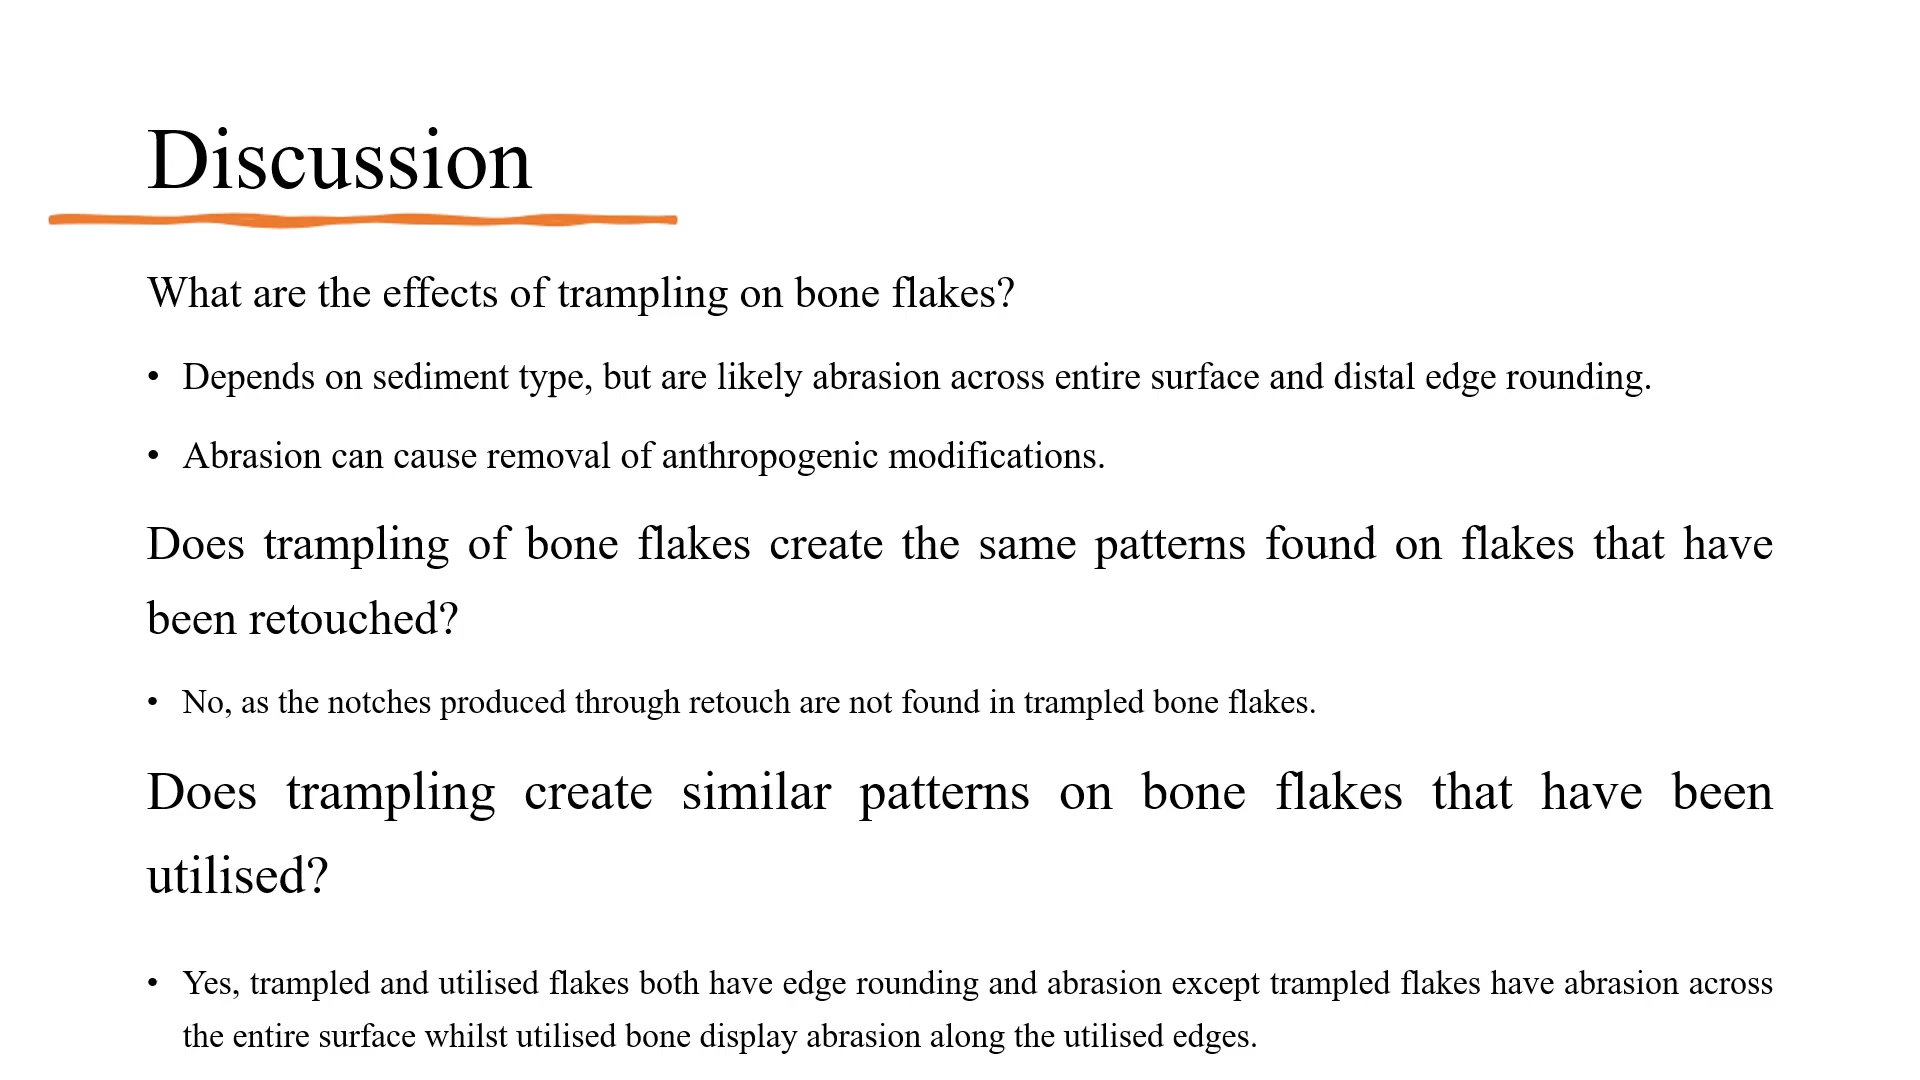 Discussion
What are the effects of trampling on bone flakes?
• Depends on sediment type, but are likely abrasion across entire surface and distal edge rounding.
• Abrasion can cause removal of anthropogenic modifications.
Does trampling of bone flakes create the same patterns found on flakes that have
been retouched?
• No, as the notches produced through retouch are not found in trampled bone flakes.
Does trampling create similar patterns on bone flakes that have been
utilised?
• Yes, trampled and utilised flakes both have edge rounding and abrasion except trampled flakes have abrasion across
the entire surface whilst utilised bone display abrasion along the utilised edges.